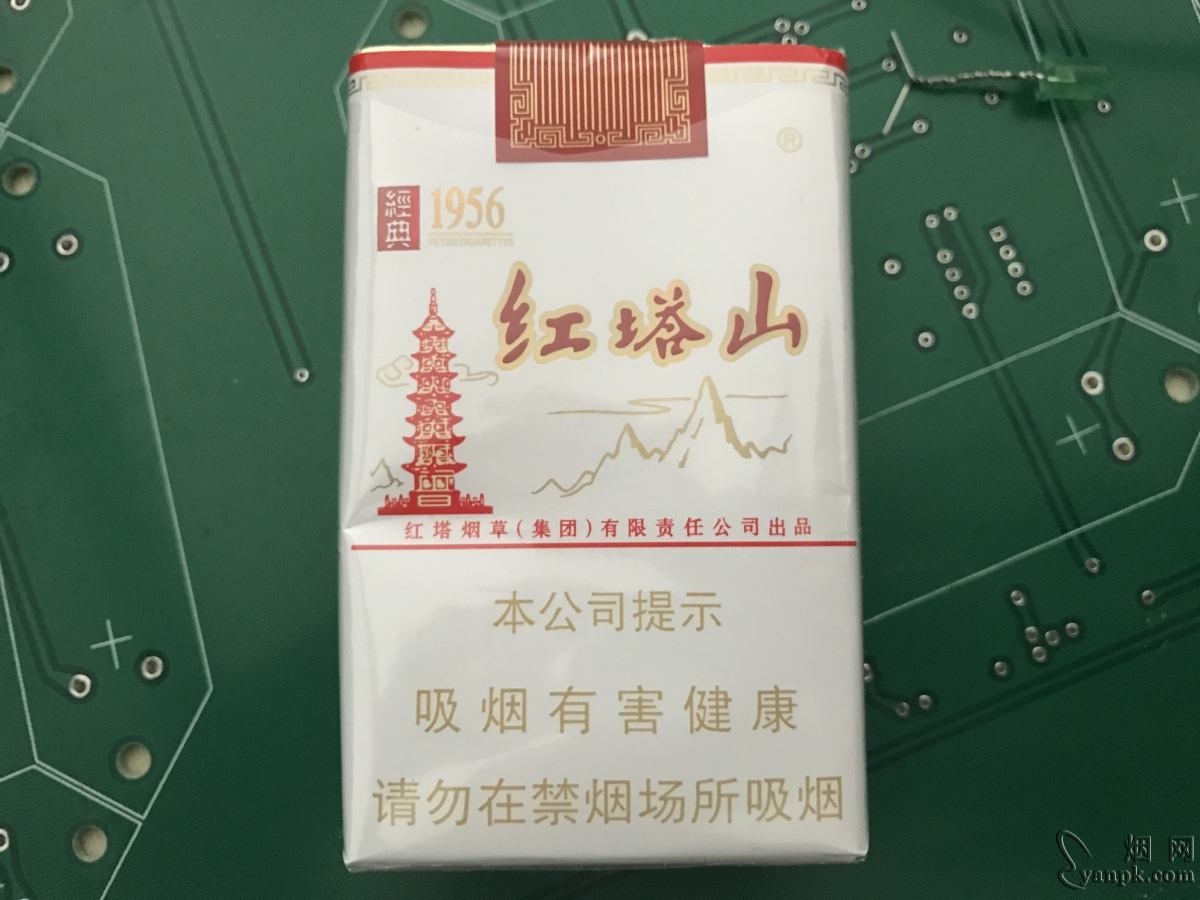 ®
經典
1956
FILTER CIGARETTES
红塔山
红塔烟草(集团)有限责任公司出品
本公司提示
吸烟有害健康
请勿在禁烟场所吸烟
烟网
yanpk.com